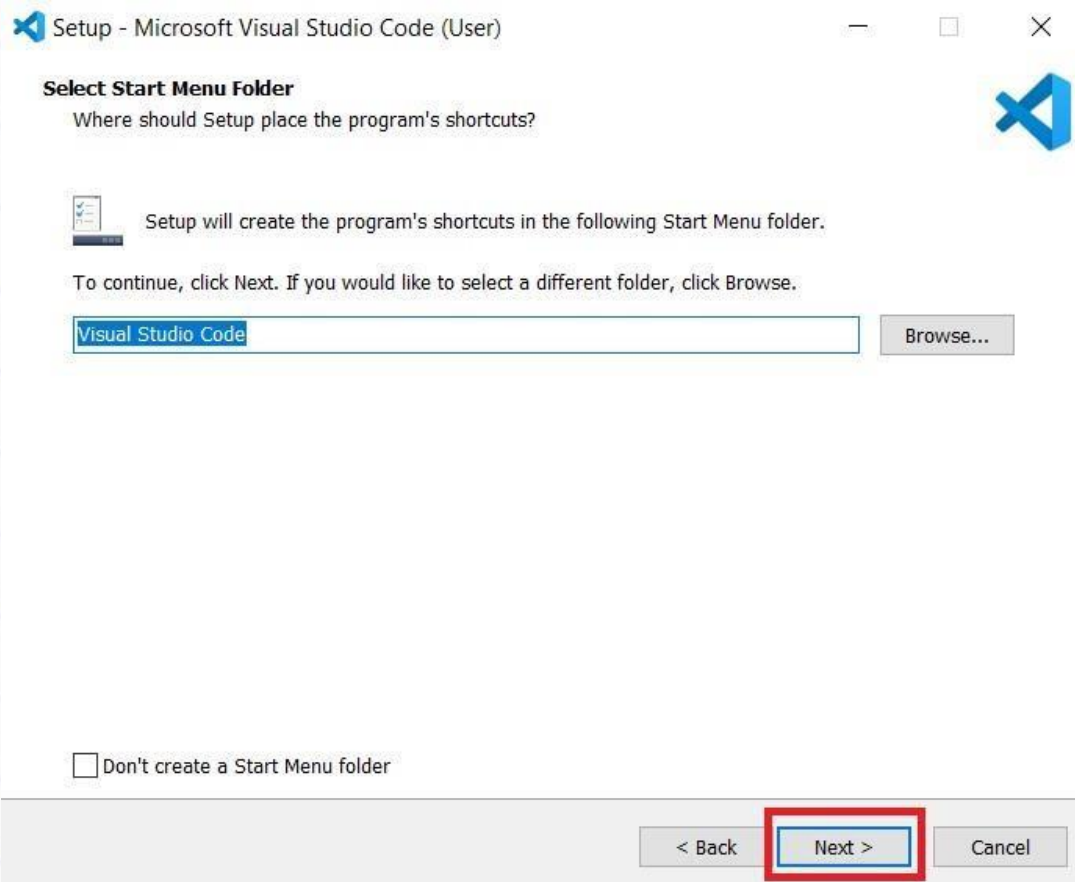 Setup - Microsoft Visual Studio Code (User)
Select Start Menu Folder
Where should Setup place the program's shortcuts?
Setup will create the program's shortcuts in the following Start Menu folder.
To continue, click Next. If you would like to select a different folder, click Browse.
Visual Studio Code
Browse...
Don't create a Start Menu folder
< Back
Next >
Cancel